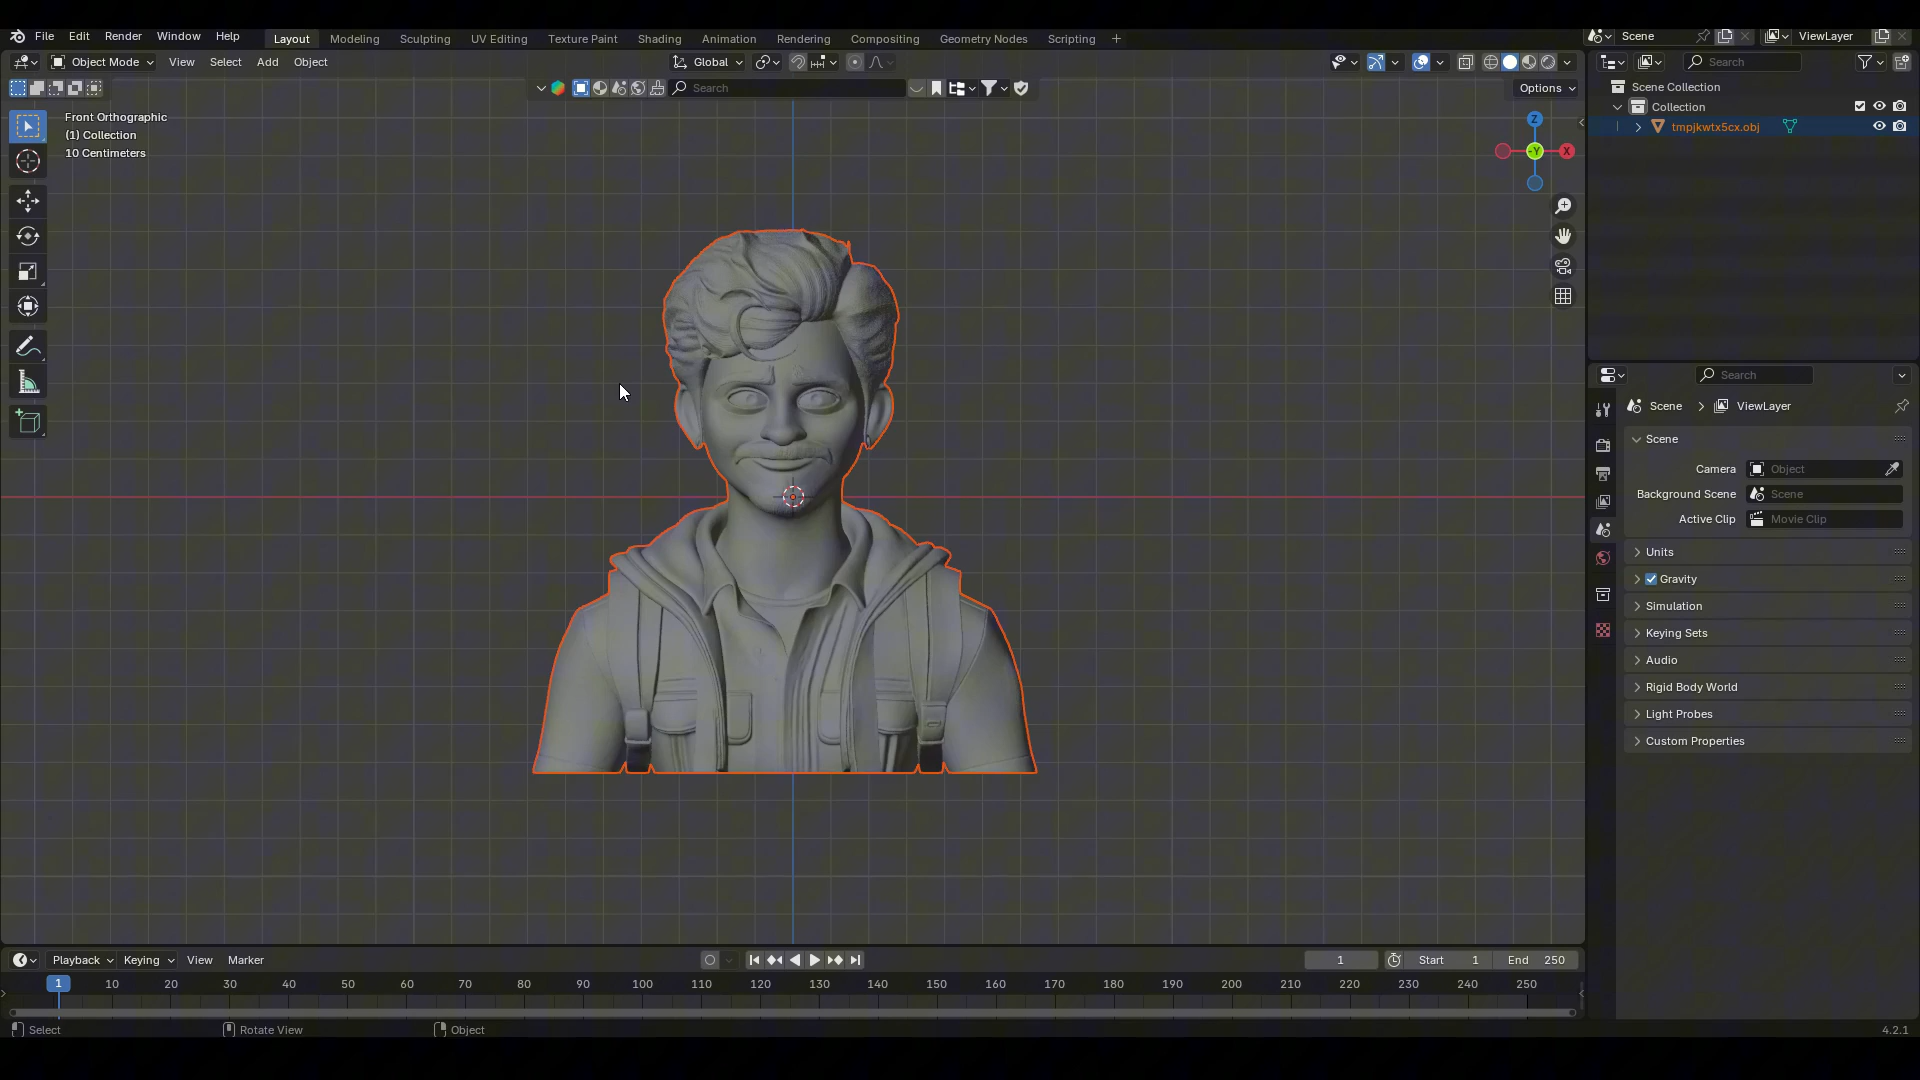 File Edit Render Window Help Layout Modeling Sculpting UV Editing Texture Paint Shading Animation Rendering Compositing Geometry Nodes Scripting + Scene ViewLayer
Object Mode View Select Add Object Global Search
Search Options
Front Orthographic
(1) Collection
10 Centimeters
Z
-Y
X
Scene Collection
Collection
tmpjkwtx5cx.obj
Search
Scene > ViewLayer
Scene
Camera Object
Background Scene Scene
Active Clip Movie Clip
Units
Gravity
Simulation
Keying Sets
Audio
Rigid Body World
Light Probes
Custom Properties
Playback Keying View Marker 1 Start 1 End 250
1 10 20 30 40 50 60 70 80 90 100 110 120 130 140 150 160 170 180 190 200 210 220 230 240 250
Select Rotate View Object 4.2.1